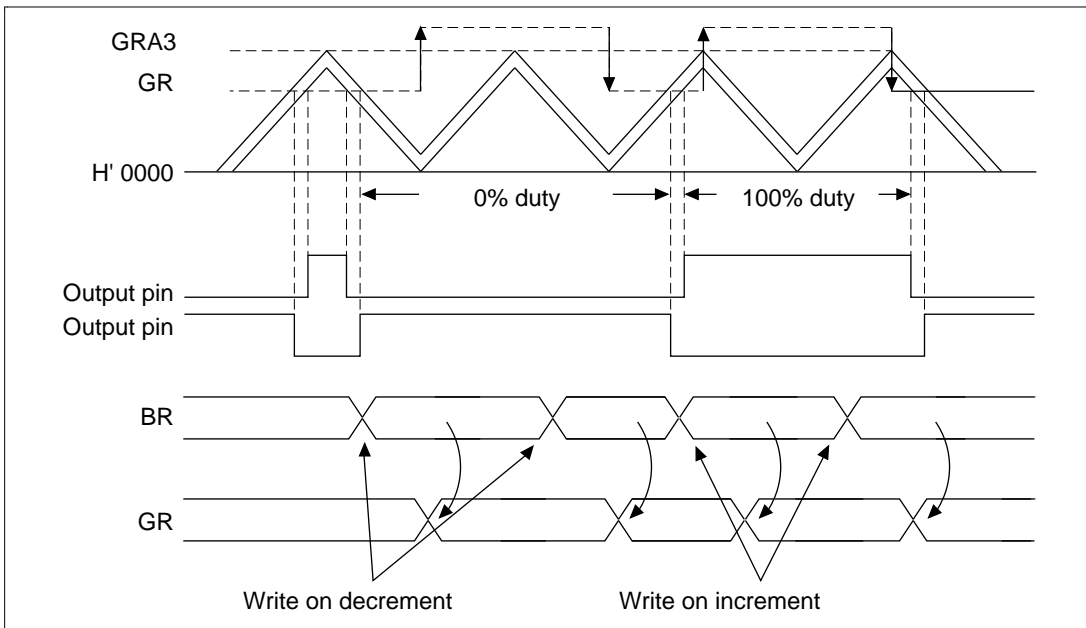 GRA3
GR
H' 0000
0% duty
100% duty
Output pin
Output pin
BR
GR
Write on decrement
Write on increment